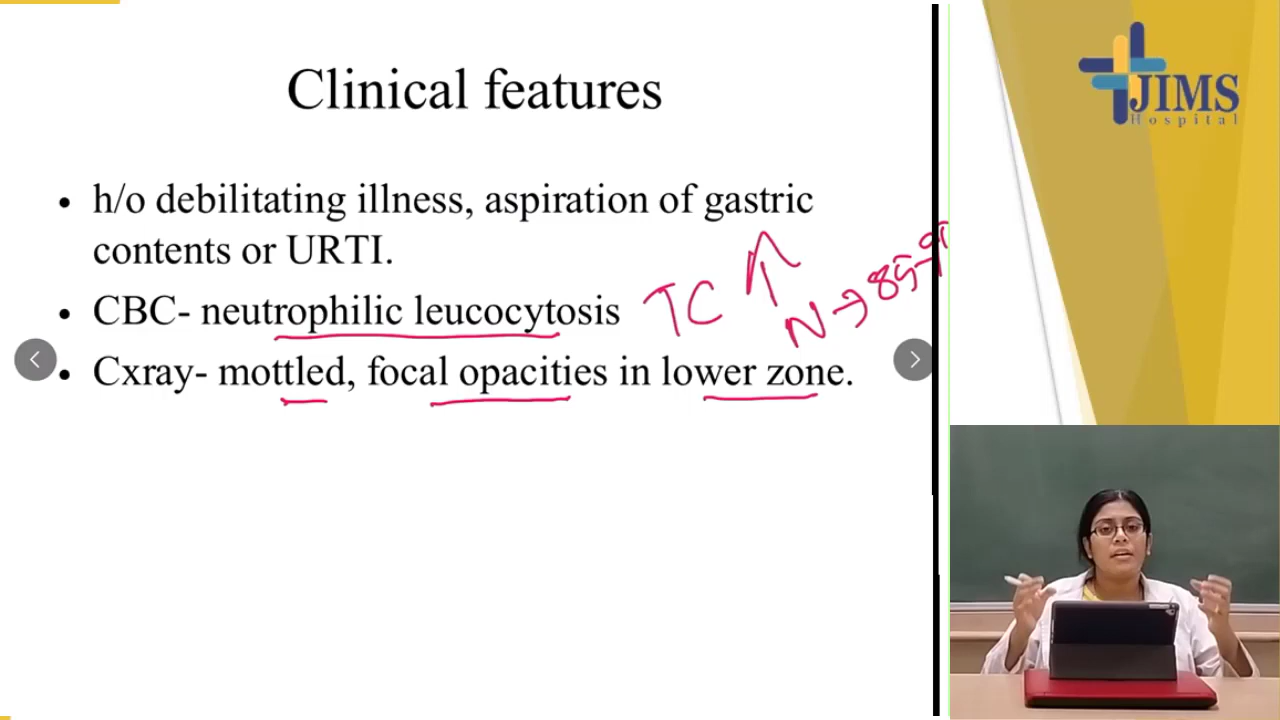 Clinical features
• h/o debilitating illness, aspiration of gastric
contents or URTI.
• CBC- neutrophilic leucocytosis
TC ↑
N → 85-
• Cxray- mottled, focal opacities in lower zone.
JIMS
Hospital